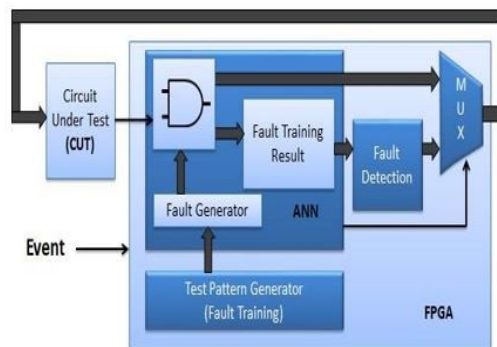 Circuit
Under Test
(CUT)
Fault Training
Result
Fault
Detection
M
U
X
Fault Generator
ANN
Event
Test Pattern Generator
(Fault Training)
FPGA